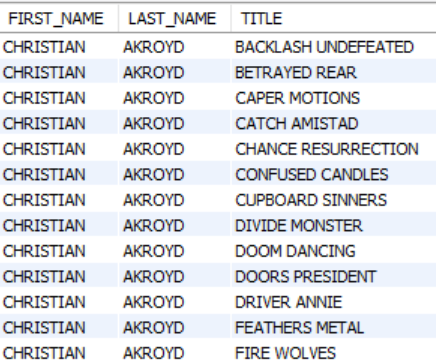 FIRST_NAME LAST_NAME TITLE
CHRISTIAN AKROYD BACKLASH UNDEFEATED
CHRISTIAN AKROYD BETRAYED REAR
CHRISTIAN AKROYD CAPER MOTIONS
CHRISTIAN AKROYD CATCH AMISTAD
CHRISTIAN AKROYD CHANCE RESURRECTION
CHRISTIAN AKROYD CONFUSED CANDLES
CHRISTIAN AKROYD CUPBOARD SINNERS
CHRISTIAN AKROYD DIVIDE MONSTER
CHRISTIAN AKROYD DOOM DANCING
CHRISTIAN AKROYD DOORS PRESIDENT
CHRISTIAN AKROYD DRIVER ANNIE
CHRISTIAN AKROYD FEATHERS METAL
CHRISTIAN AKROYD FIRE WOLVES